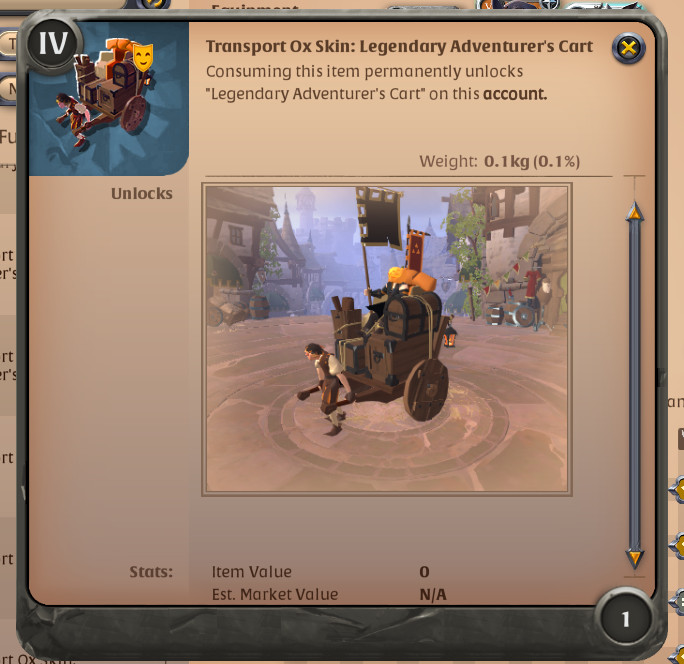 Equipment
IV
Transport Ox Skin: Legendary Adventurer's Cart
Consuming this item permanently unlocks
"Legendary Adventurer's Cart" on this account.
Weight: 0.1kg (0.1%)
Unlocks
Stats:
Item Value 0
Est. Market Value N/A
1